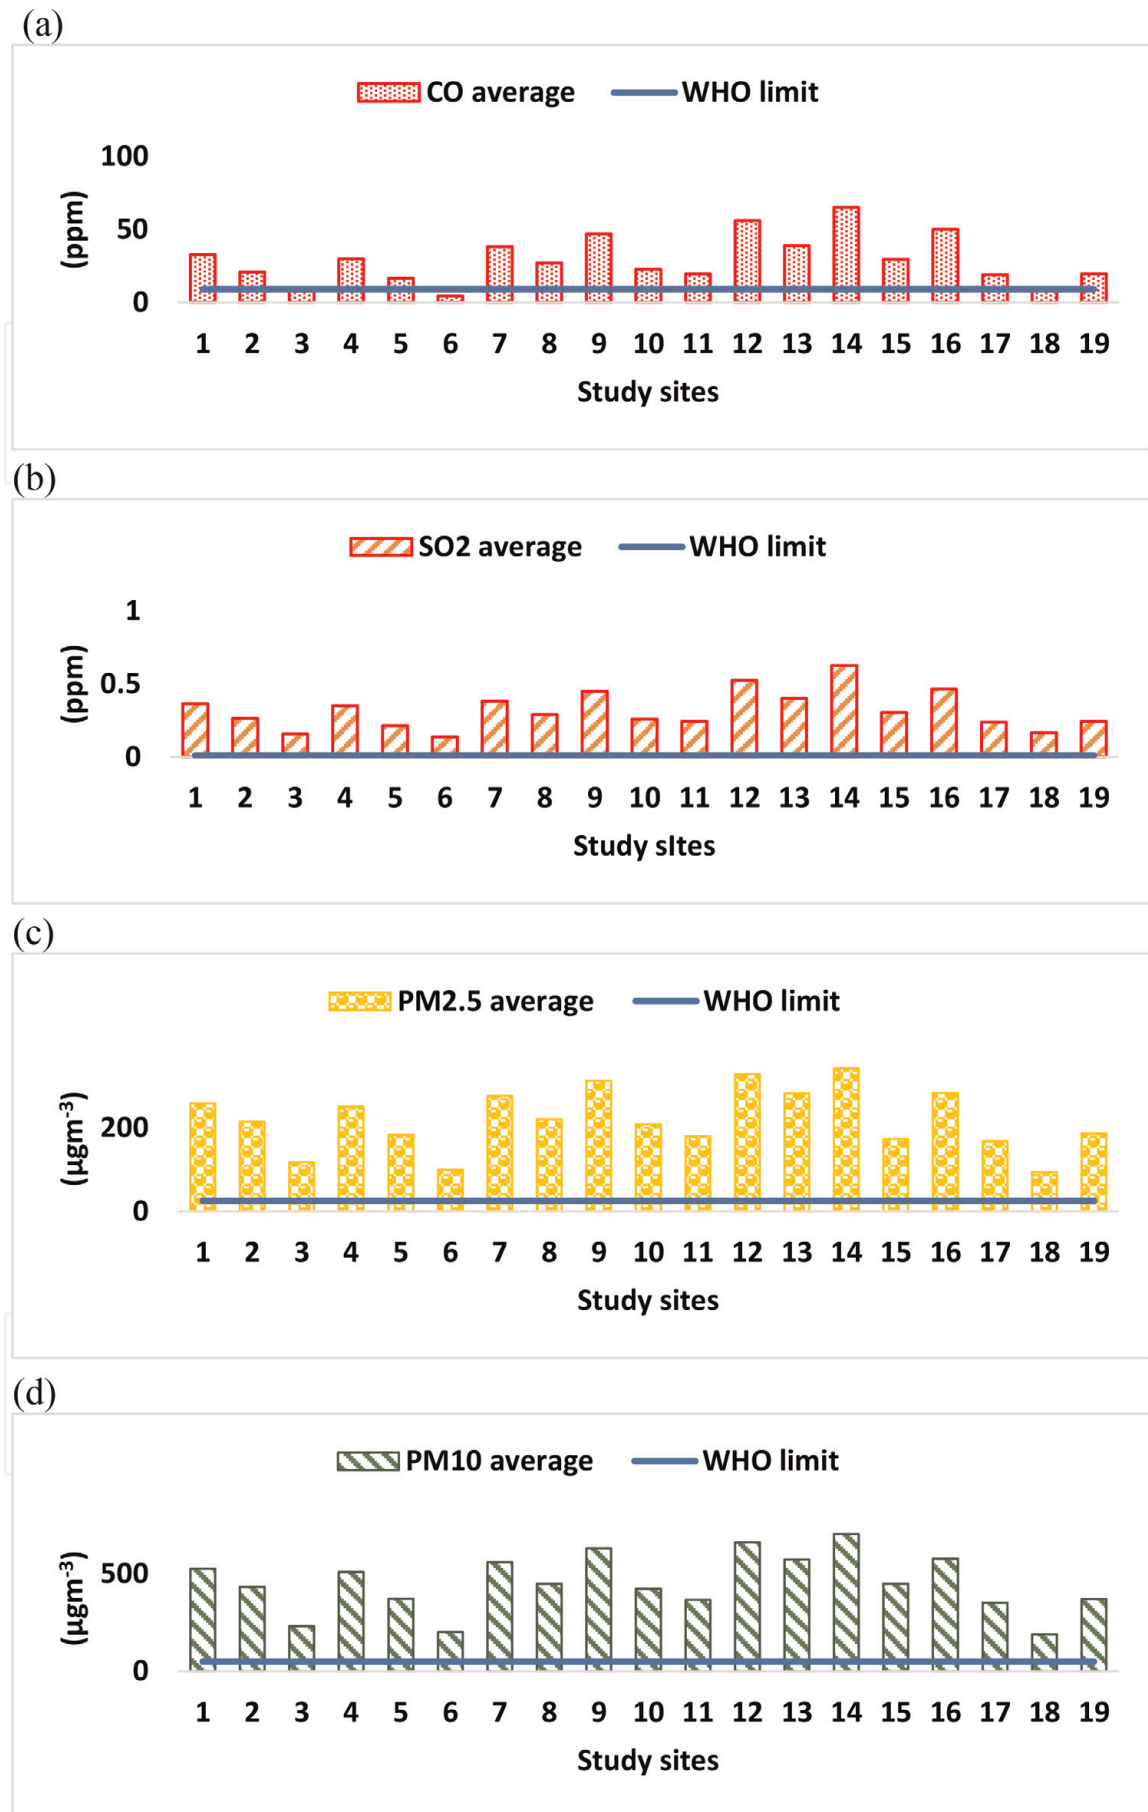 (a)
CO average WHO limit
100
50
0
(ppm)
1 2 3 4 5 6 7 8 9 10 11 12 13 14 15 16 17 18 19
Study sites
(b)
SO2 average WHO limit
1
0.5
0
(ppm)
1 2 3 4 5 6 7 8 9 10 11 12 13 14 15 16 17 18 19
Study sItes
(c)
PM2.5 average WHO limit
200
0
(µgm⁻³)
1 2 3 4 5 6 7 8 9 10 11 12 13 14 15 16 17 18 19
Study sites
(d)
PM10 average WHO limit
500
0
(µgm⁻³)
1 2 3 4 5 6 7 8 9 10 11 12 13 14 15 16 17 18 19
Study sites